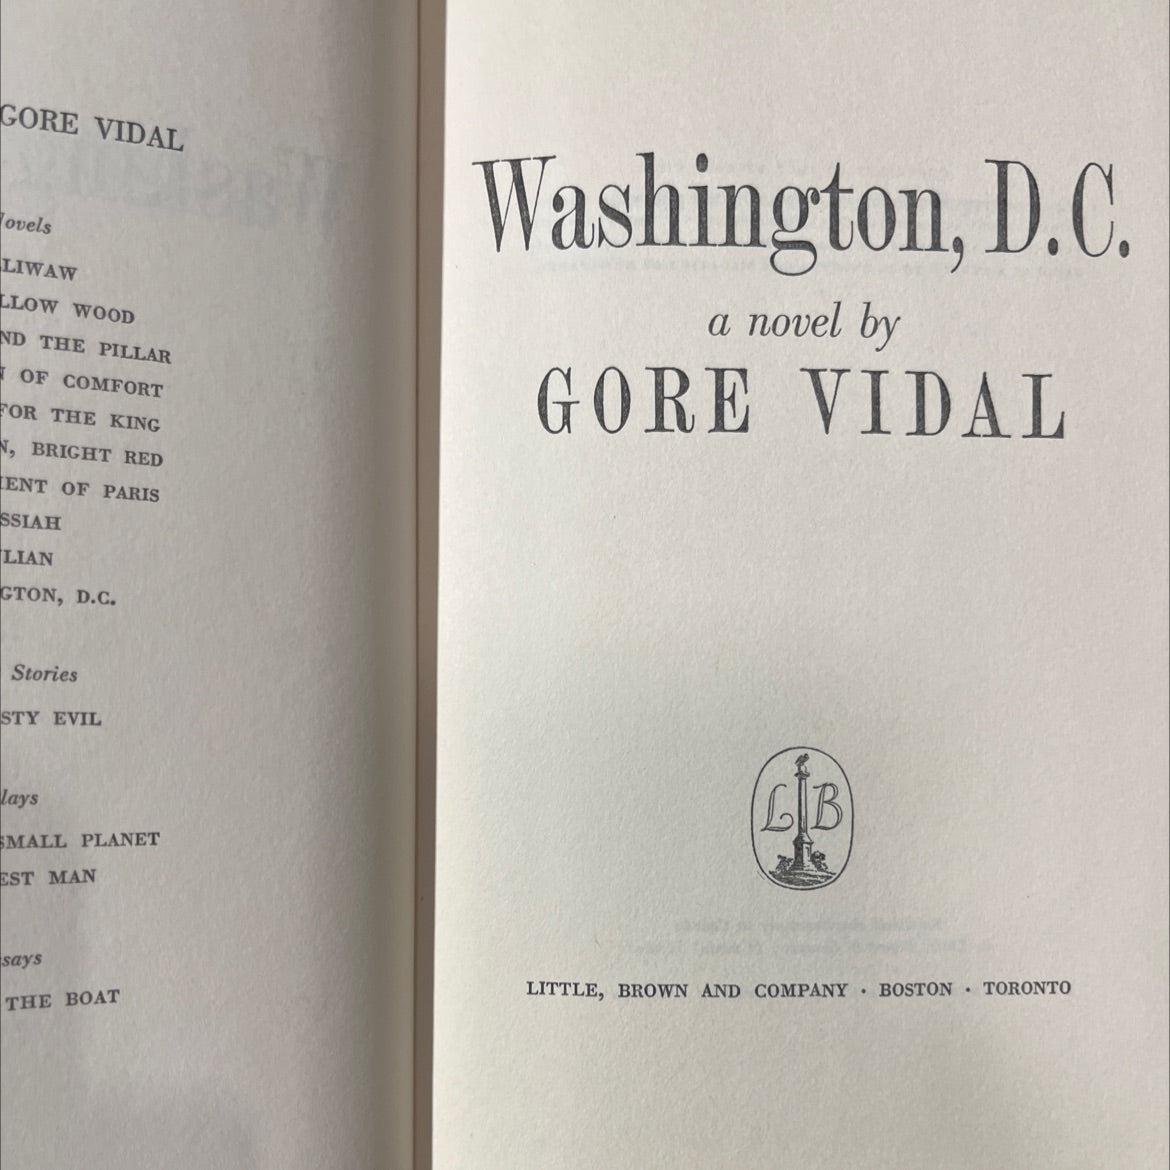 GORE VIDAL
ovels
LIWAW
LLOW WOOD
ND THE PILLAR
OF COMFORT
FOR THE KING
N, BRIGHT RED
ENT OF PARIS
SSIAH
LIAN
GTON, D.C.
Stories
STY EVIL
lays
SMALL PLANET
EST MAN
says
THE BOAT
Washington, D.C.
a novel by
GORE VIDAL
L B
LITTLE, BROWN AND COMPANY · BOSTON · TORONTO